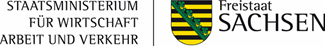 STAATSMINISTERIUM
FÜR WIRTSCHAFT
ARBEIT UND VERKEHR
Freistaat
SACHSEN